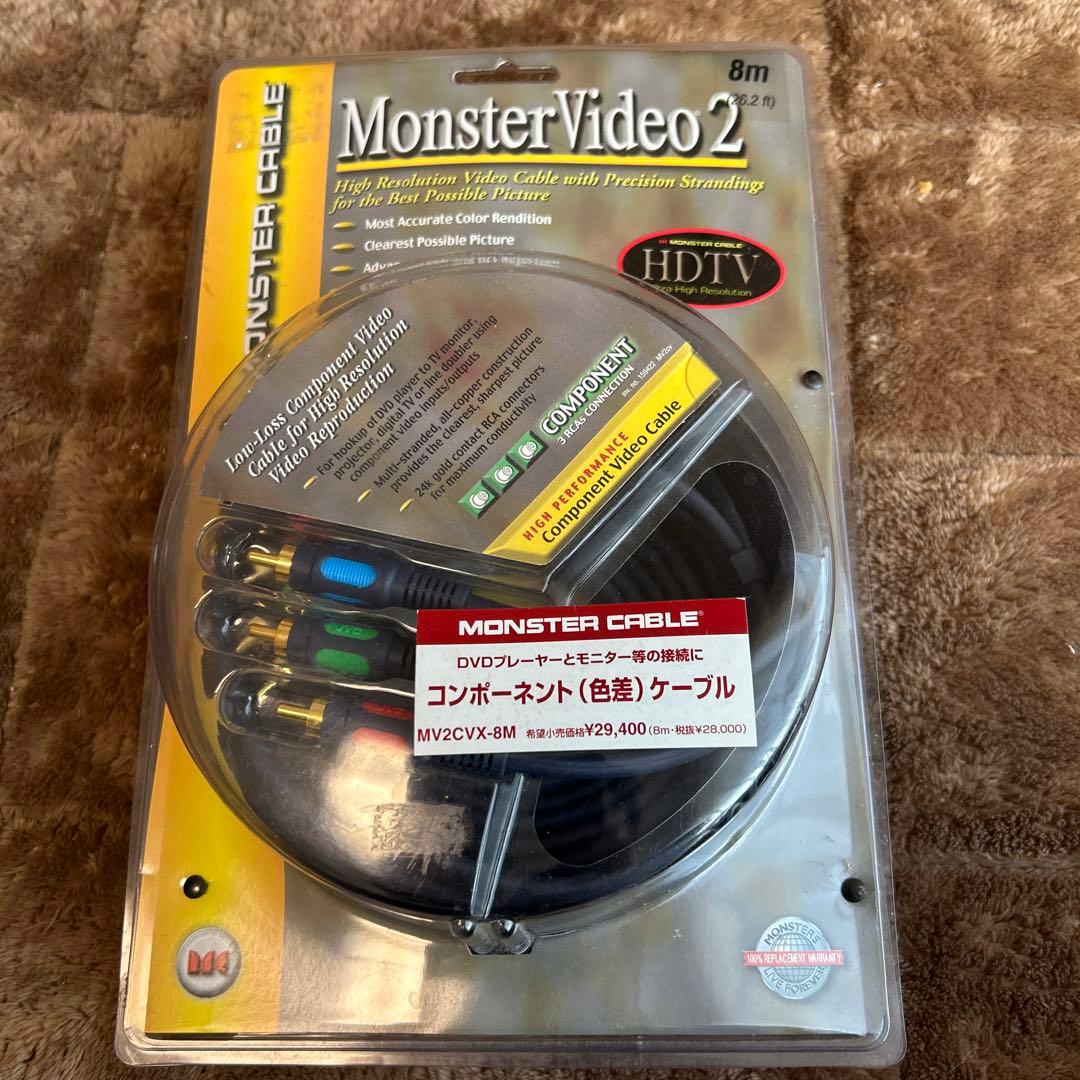 8m
(26.2 ft)
MONSTER CABLE®
MonsterVideo® 2
High Resolution Video Cable with Precision Strandings
for the Best Possible Picture
Most Accurate Color Rendition
Clearest Possible Picture
MONSTER CABLE®
HDTV
Ultra-High Resolution
Low-Loss Component Video
Cable for High Resolution
Video Reproduction
For hookup of DVD player to TV monitor,
projector, digital TV or line doubler using
component video inputs/outputs
Multi-stranded, all-copper construction
provides the clearest, sharpest picture
24k gold contact RCA connectors
for maximum conductivity
COMPONENT
3 RCAs CONNECTION
inv. no. 159422 MV2cv
HIGH PERFORMANCE
Component Video Cable
MONSTER CABLE®
DVDプレーヤーとモニター等の接続に
コンポーネント(色差)ケーブル
MV2CVX-8M 希望小売価格¥29,400(8m・税抜¥28,000)
MONSTERS
100% REPLACEMENT WARRANTY
LIVE FOREVER